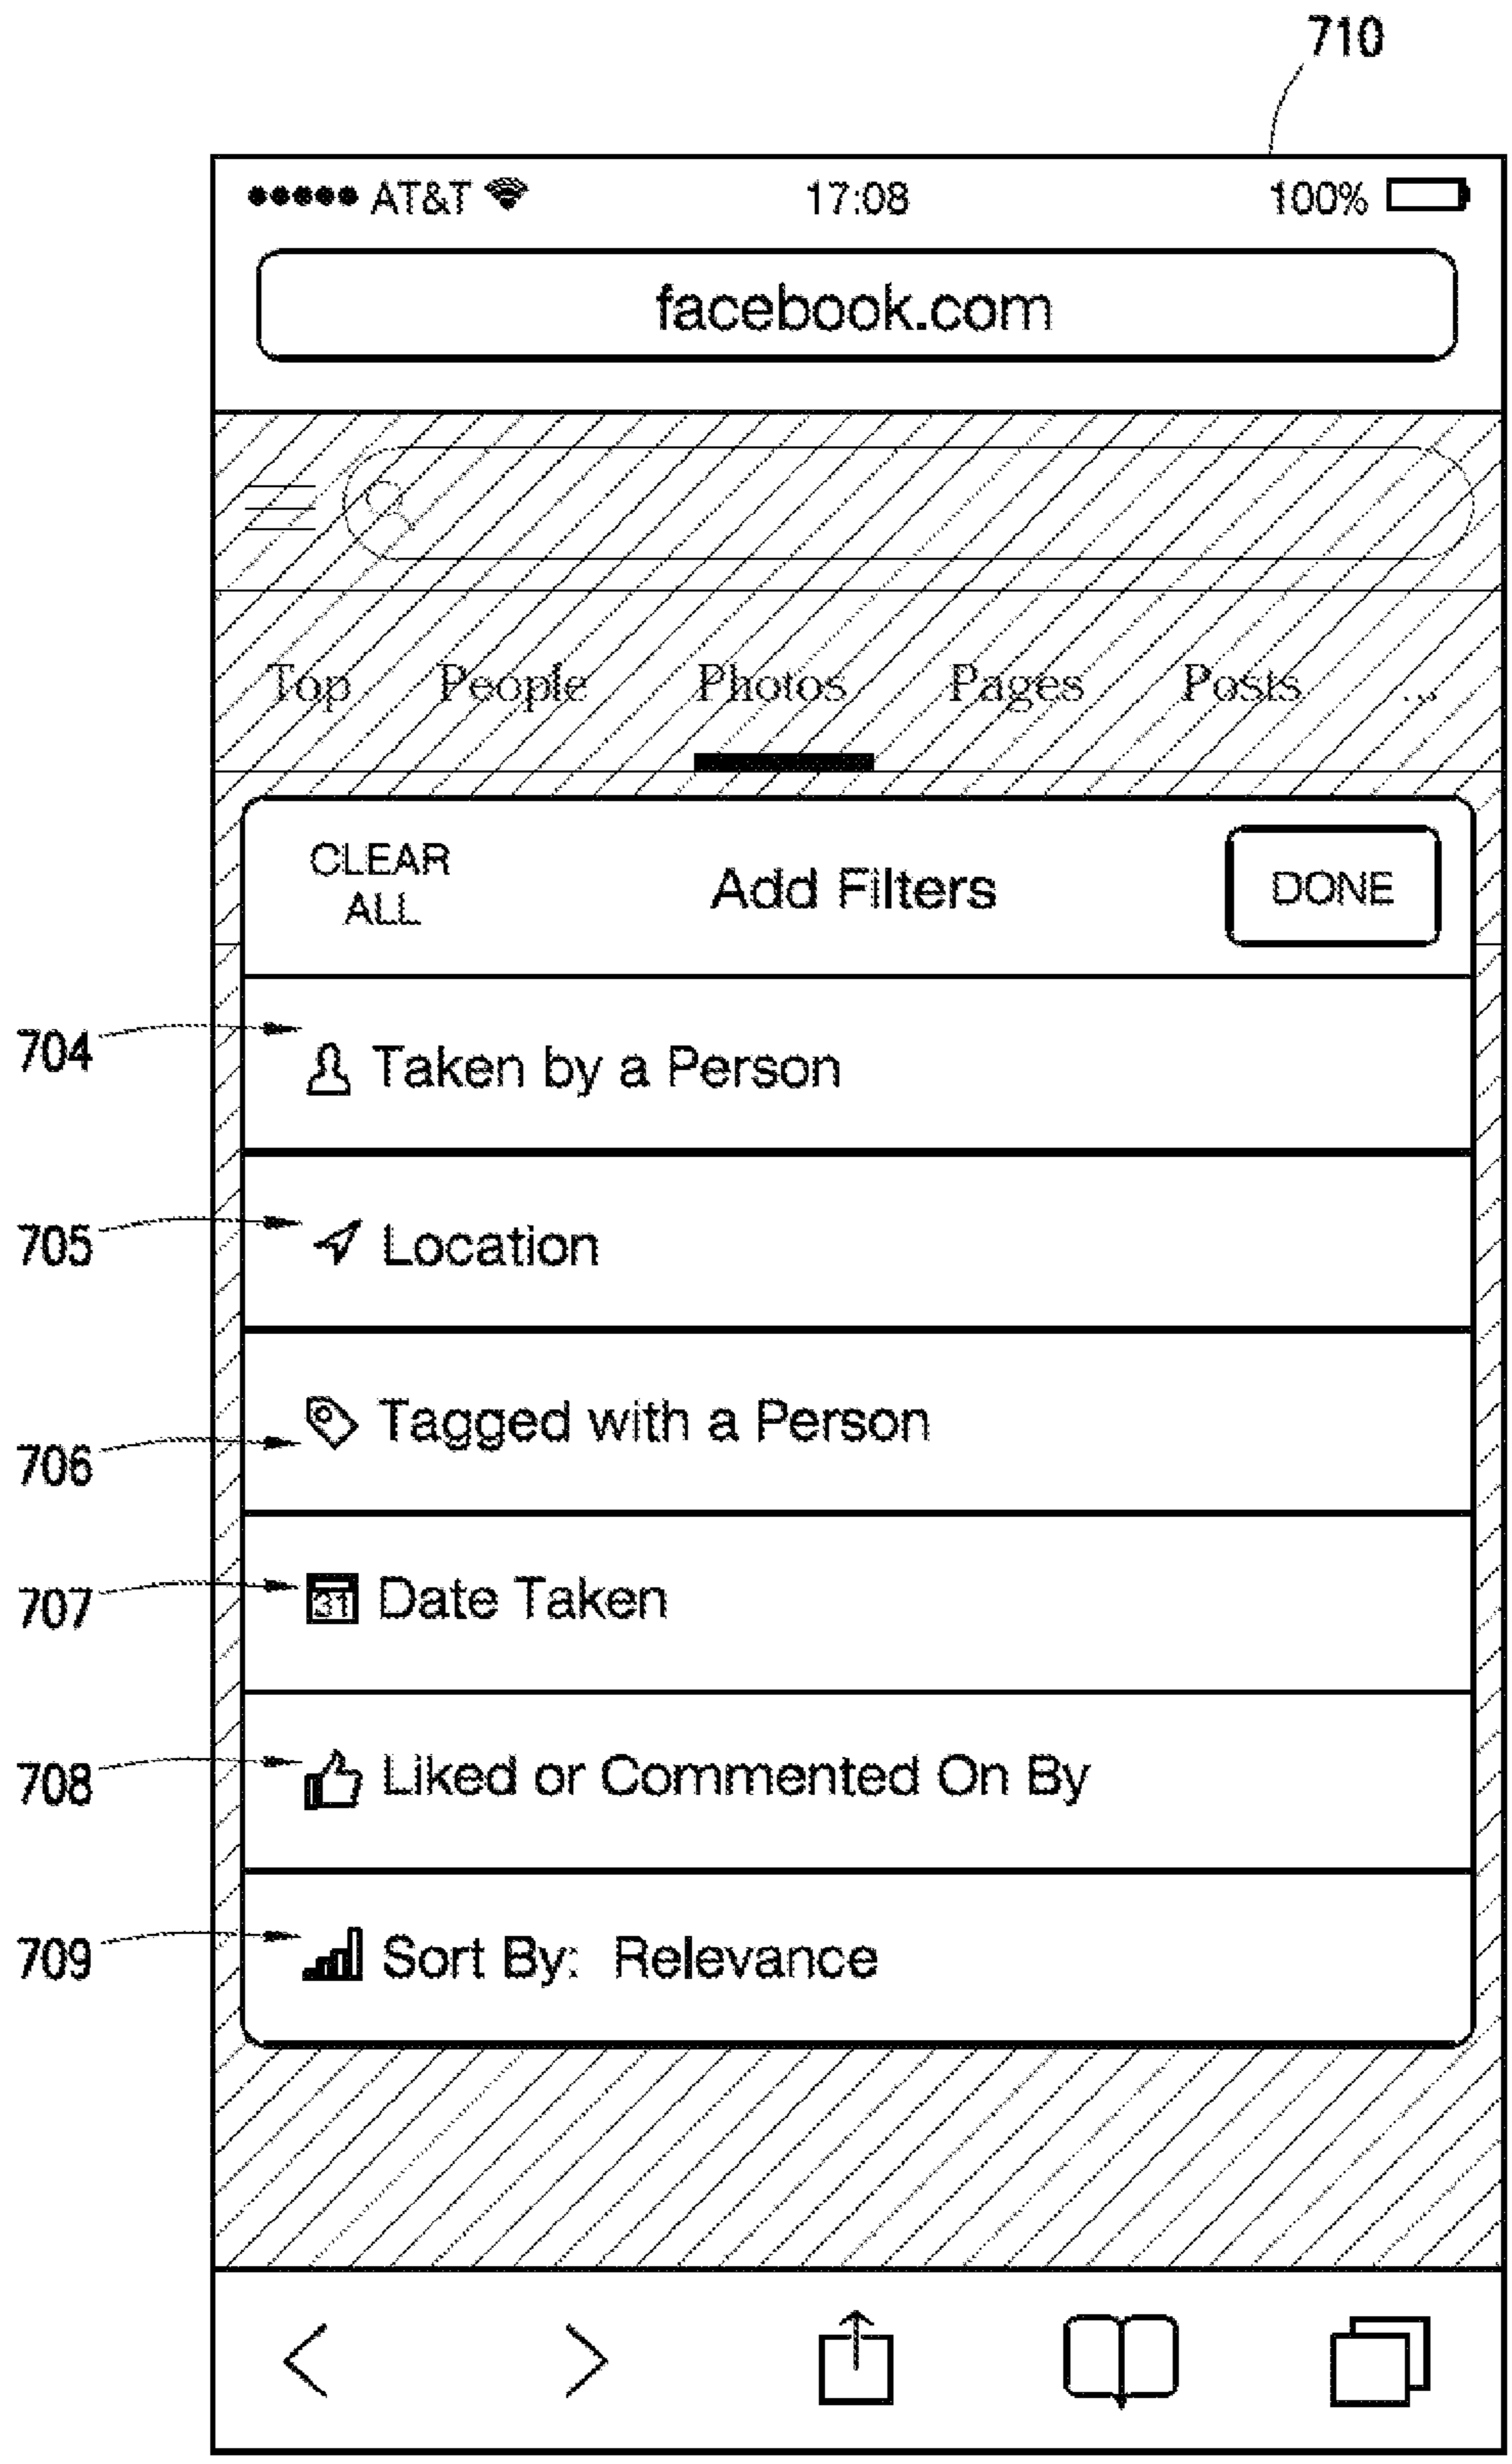 710
AT&T 17:08 100%
facebook.com
Top People Photos Pages Posts ...
CLEAR
ALL
Add Filters
DONE
704
Taken by a Person
705
Location
706
Tagged with a Person
707
31 Date Taken
708
Liked or Commented On By
709
Sort By: Relevance